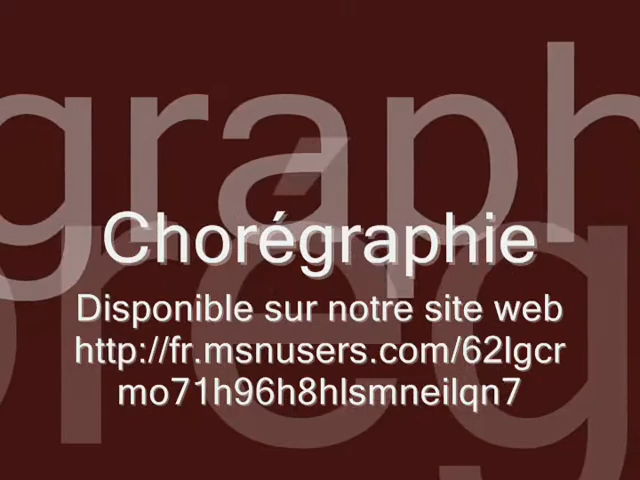 Chorégraphie
Disponible sur notre site web
http://fr.msnusers.com/62lgcr
mo71h96h8hlsmneilqn7